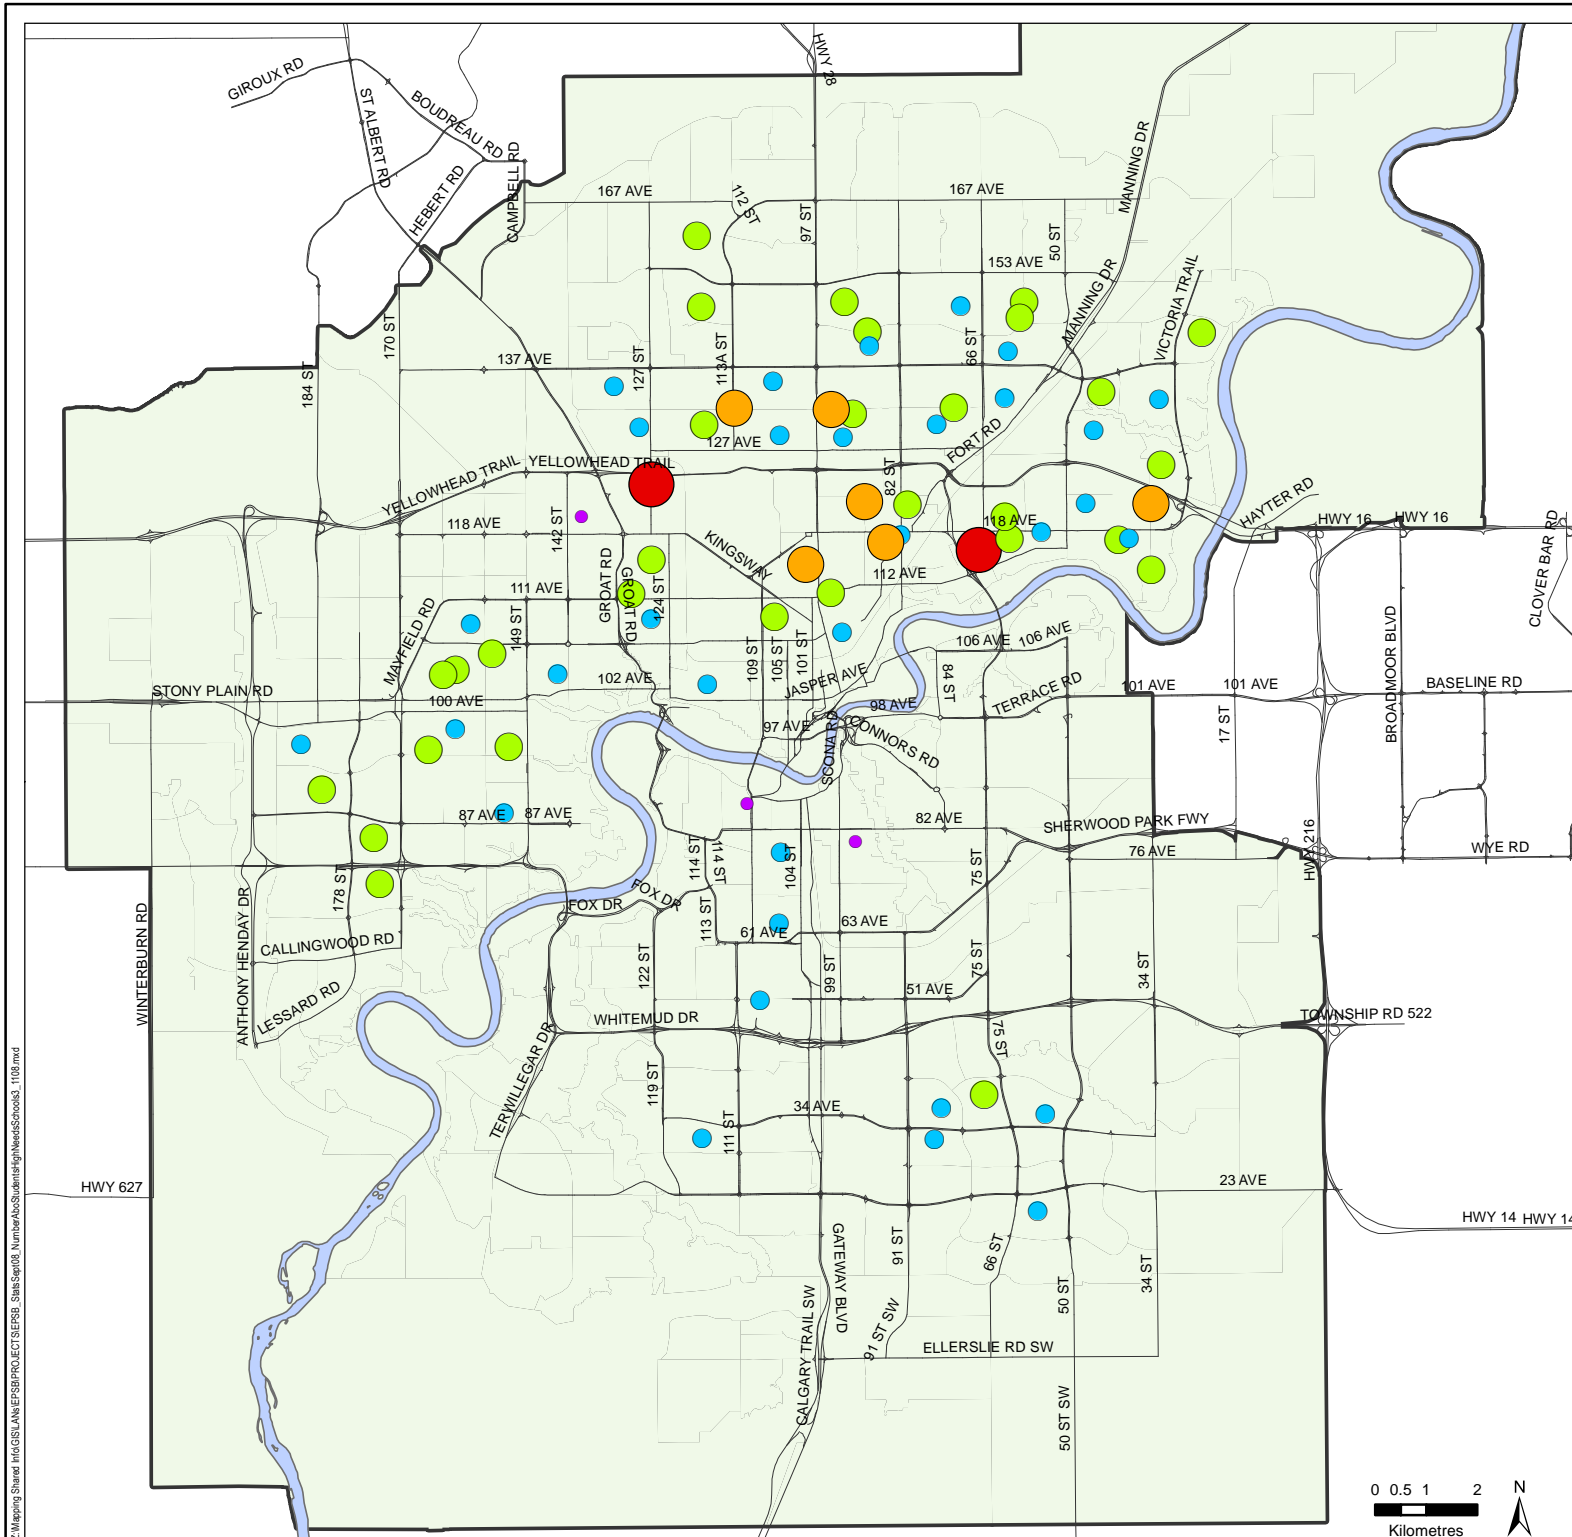 HWY 28
GIROUX RD
ST ALBERT RD
BOUDREAU RD
HEBERT RD
CAMPBELL RD
MANNING DR
167 AVE
112 ST
97 ST
167 AVE
50 ST
153 AVE
MANNING DR
VICTORIA TRAIL
170 ST
184 ST
137 AVE
127 ST
113A ST
66 ST
127 AVE
FORT RD
YELLOWHEAD TRAIL
YELLOWHEAD TRAIL
82 ST
HAYTER RD
118 AVE
142 ST
KINGSWAY
118 AVE
HWY 16
HWY 16
CLOVER BAR RD
112 AVE
111 AVE
GROAT RD
GROAT RD
124 ST
MAYFIELD RD
149 ST
109 ST
105 ST
101 ST
106 AVE
106 AVE
BROADMOOR BLVD
STONY PLAIN RD
102 AVE
100 AVE
JASPER AVE
84 ST
TERRACE RD
101 AVE
101 AVE
BASELINE RD
98 AVE
97 AVE
SCONA RD
CONNORS RD
17 ST
87 AVE
87 AVE
82 AVE
SHERWOOD PARK FWY
76 AVE
HWY 216
WYE RD
114 ST
114 ST
104 ST
75 ST
178 ST
FOX DR
FOX DR
113 ST
61 AVE
63 AVE
WINTERBURN RD
ANTHONY HENDAY DR
CALLINGWOOD RD
LESSARD RD
122 ST
99 ST
75 ST
34 ST
51 AVE
WHITEMUD DR
TOWNSHIP RD 522
75 ST
TERWILLEGAR DR
119 ST
111 ST
34 AVE
HWY 627
23 AVE
HWY 14
HWY 14
GATEWAY BLVD
91 ST
66 ST
50 ST
34 ST
CALGARY TRAIL SW
91 ST SW
ELLERSLIE RD SW
50 ST SW
0 0.5 1 2
Kilometres
N
Z:\Mapping Shared Info\GIS\LANs\EPSB\PROJECTS\EPSB_StatsSept08_NumberAboStudentsHighNeedsSchools3_1108.mxd